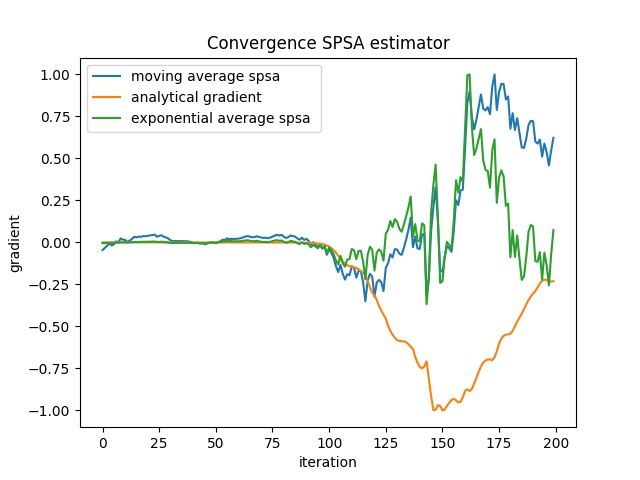 Convergence SPSA estimator
moving average spsa
analytical gradient
exponential average spsa
1.00
0.75
0.50
0.25
0.00
−0.25
−0.50
−0.75
−1.00
gradient
0 25 50 75 100 125 150 175 200
iteration